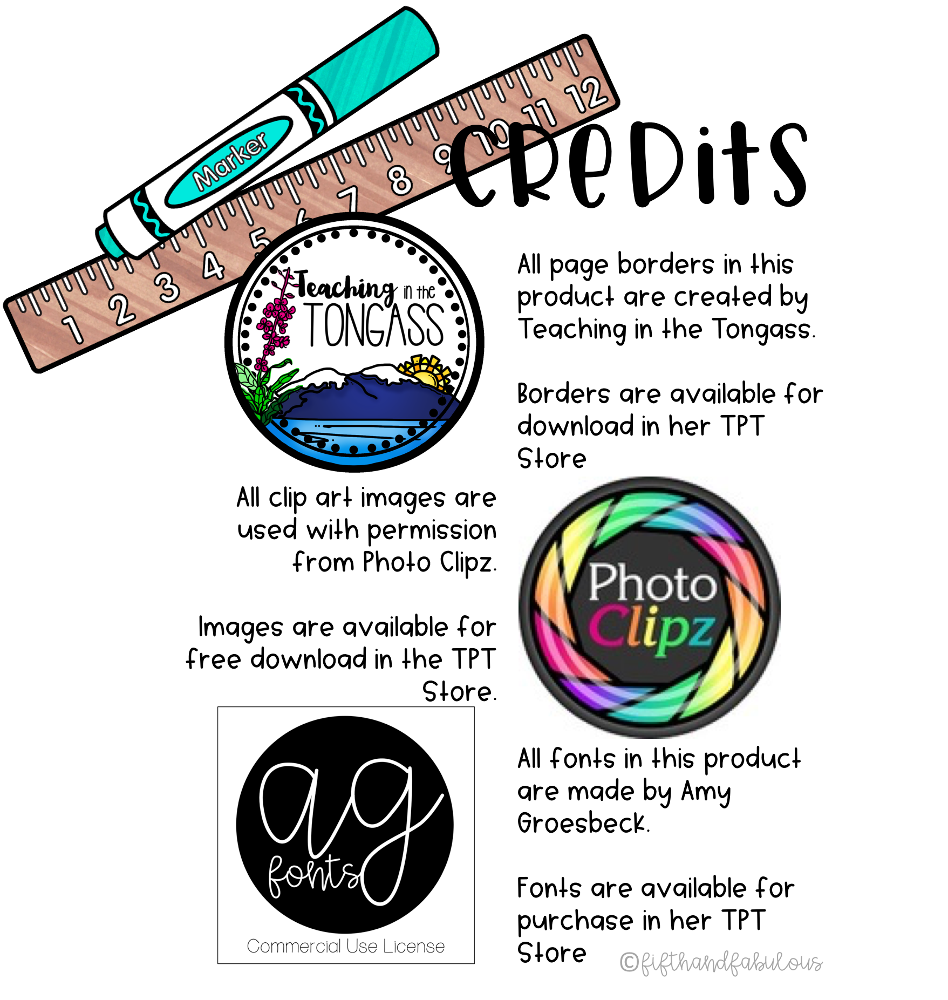 Marker
1 2 3 4 5 6 7 8 9 10 11 12
CREDITS
Teaching in the
TONGASS
All page borders in this
product are created by
Teaching in the Tongass.
Borders are available for
download in her TPT
Store
All clip art images are
used with permission
from Photo Clipz.
Images are available for
free download in the TPT
Store.
Photo
Clipz
ag
fonts
Commercial Use License
All fonts in this product
are made by Amy
Groesbeck.
Fonts are available for
purchase in her TPT
Store
©fifthandfabulous